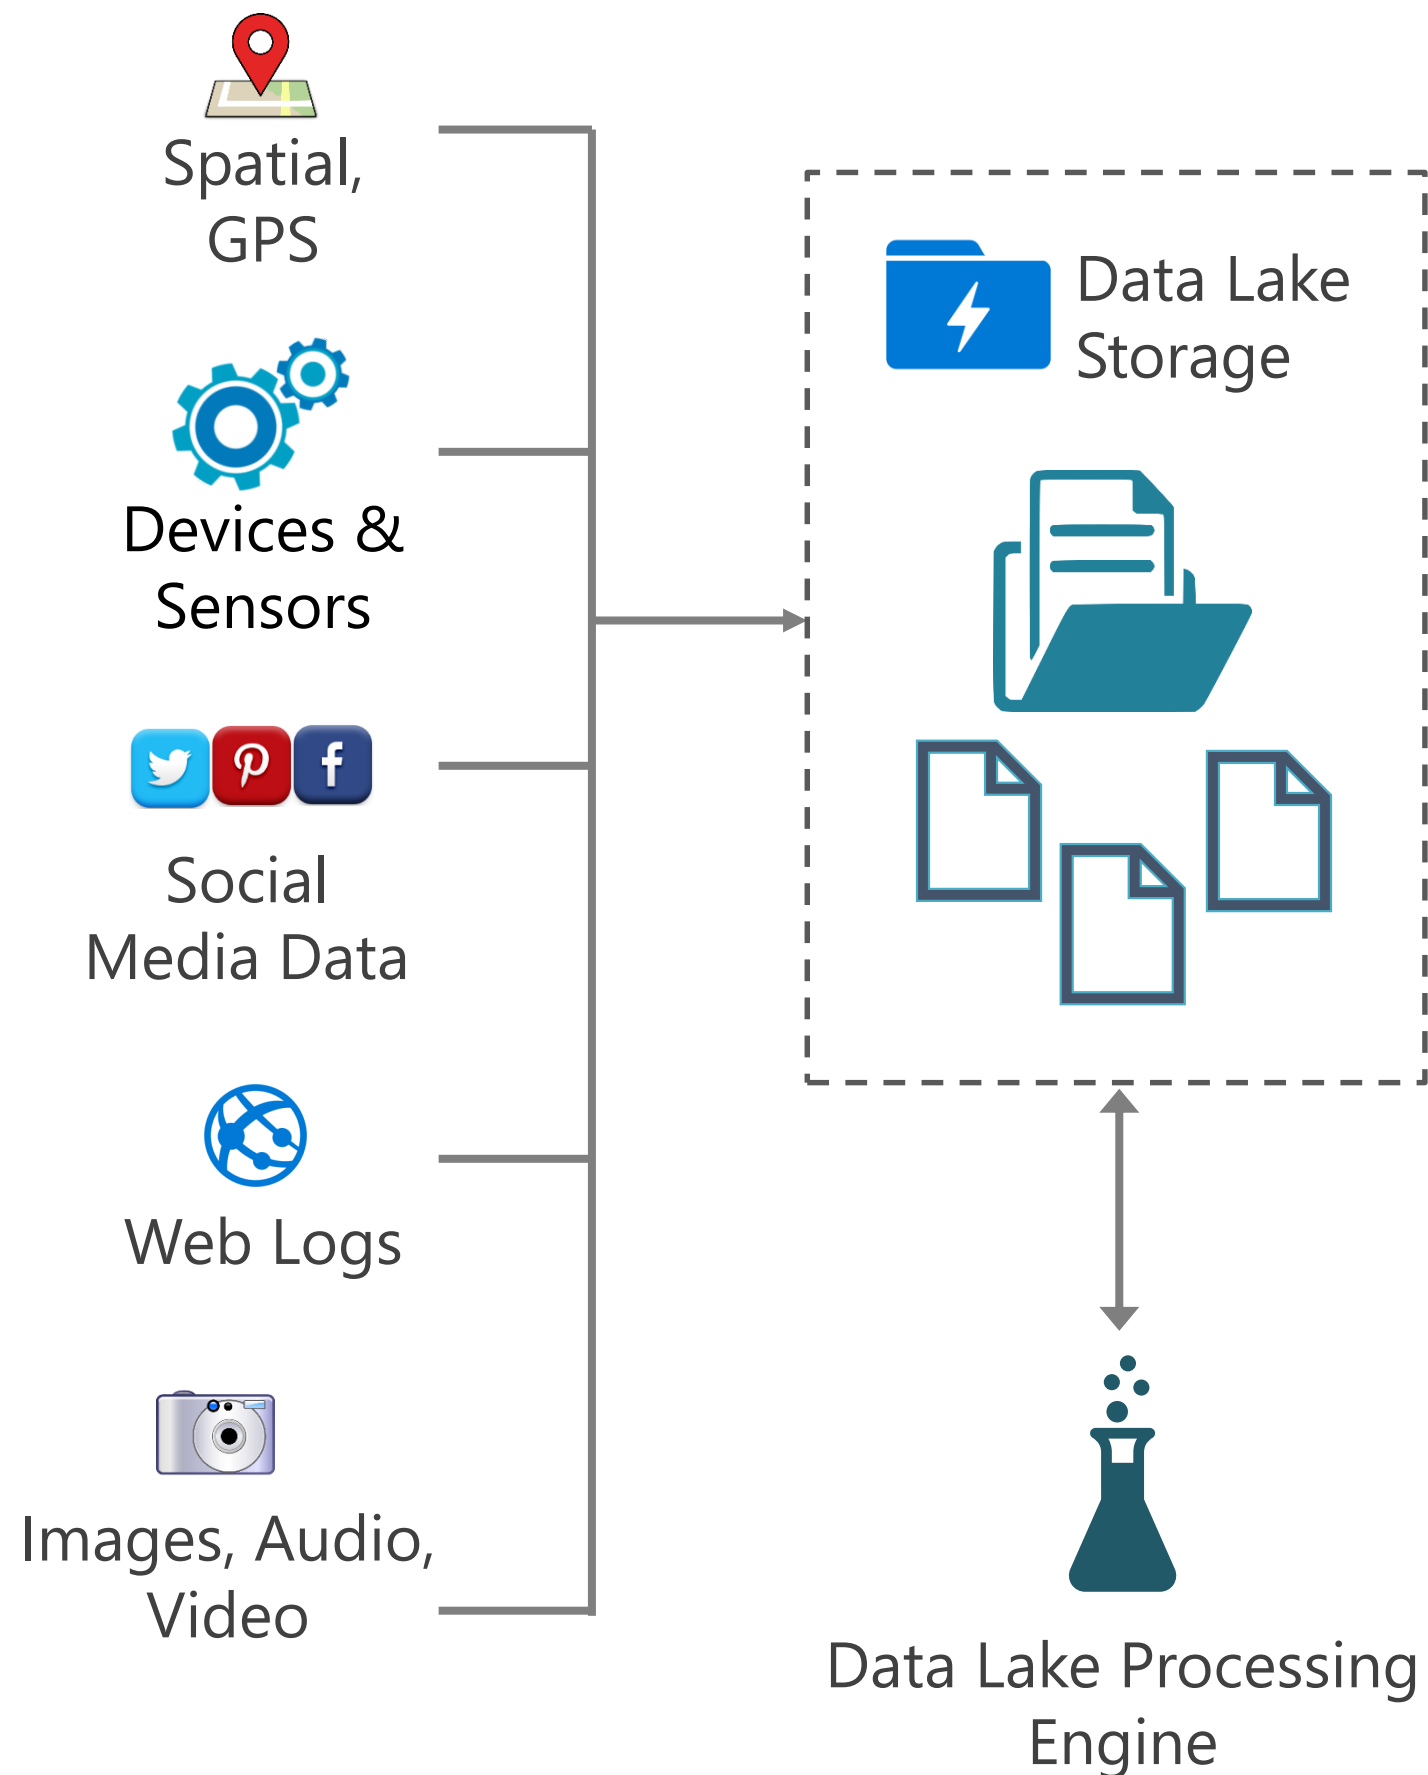 Spatial,
GPS
Devices &
Sensors
Social
Media Data
Web Logs
Images, Audio,
Video
Data Lake
Storage
Data Lake Processing
Engine